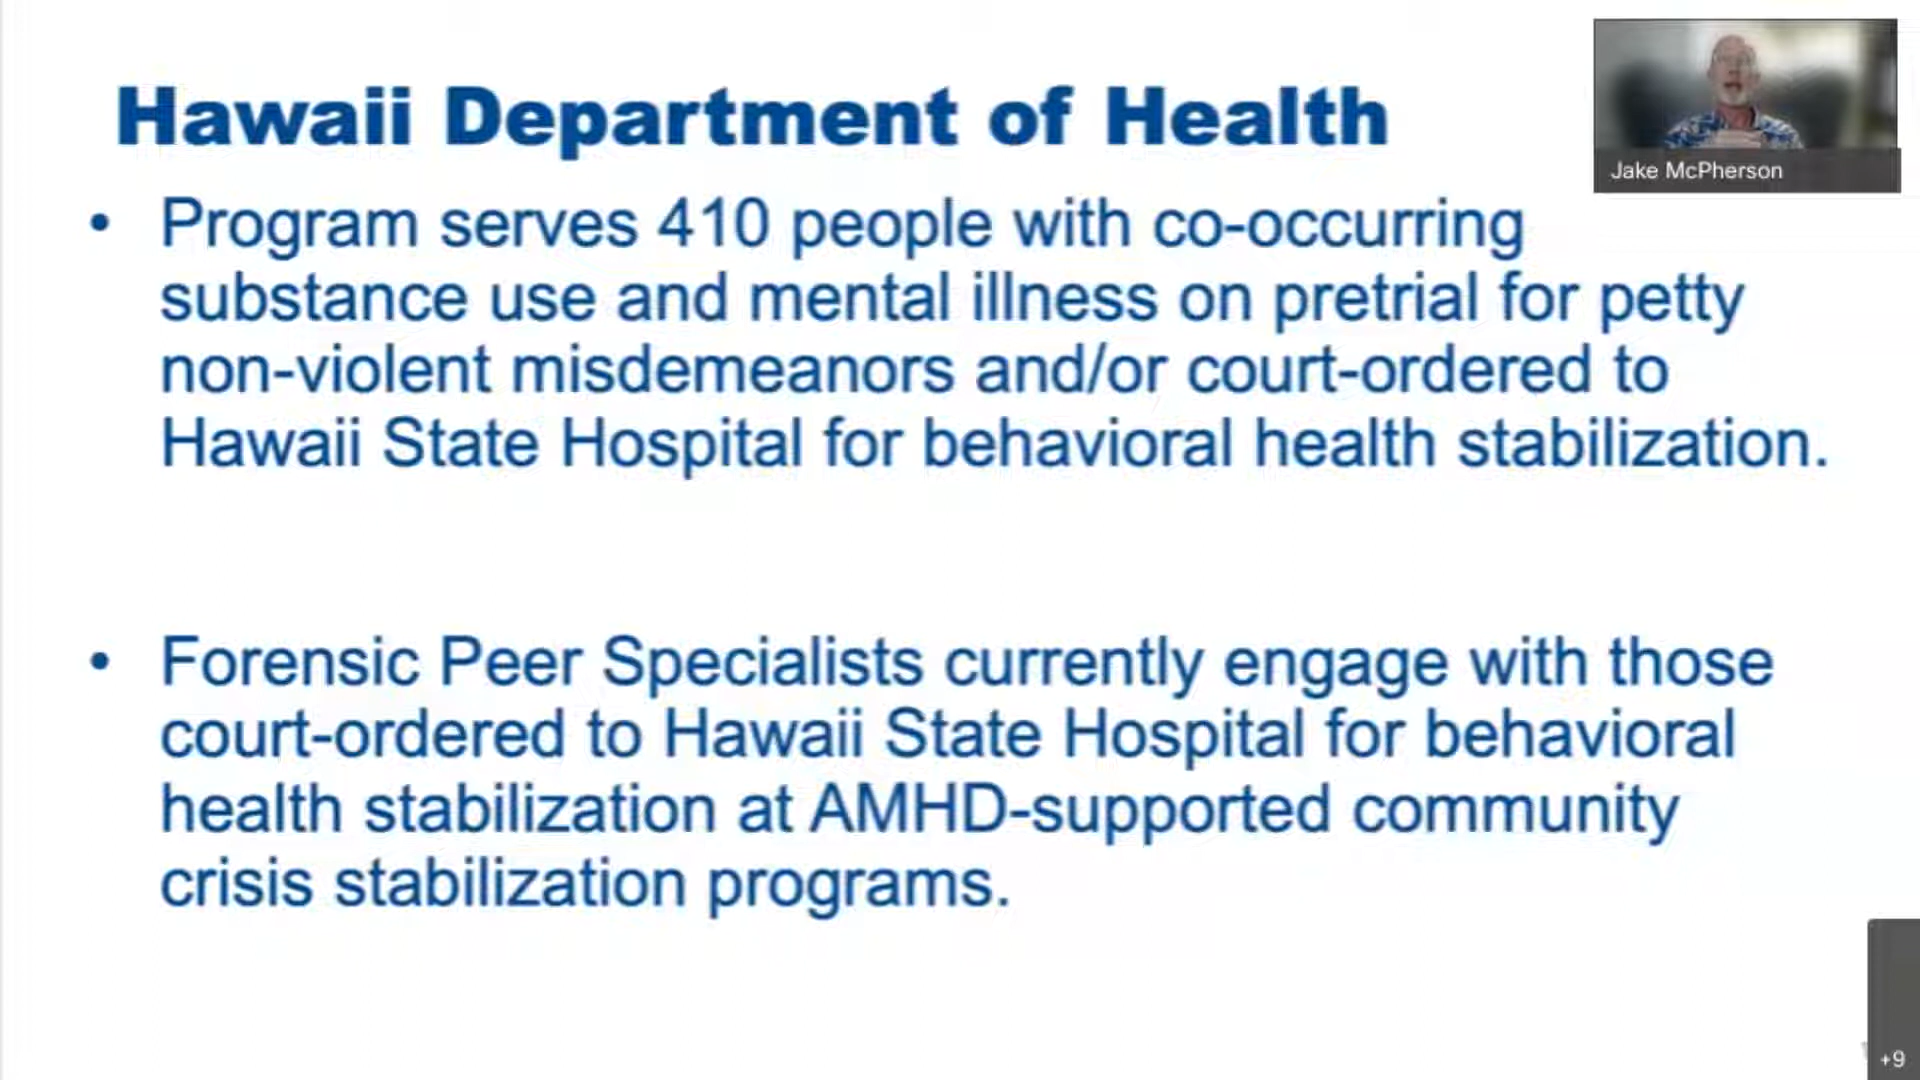 Hawaii Department of Health
Jake McPherson
• Program serves 410 people with co-occurring
substance use and mental illness on pretrial for petty
non-violent misdemeanors and/or court-ordered to
Hawaii State Hospital for behavioral health stabilization.
• Forensic Peer Specialists currently engage with those
court-ordered to Hawaii State Hospital for behavioral
health stabilization at AMHD-supported community
crisis stabilization programs.
+9